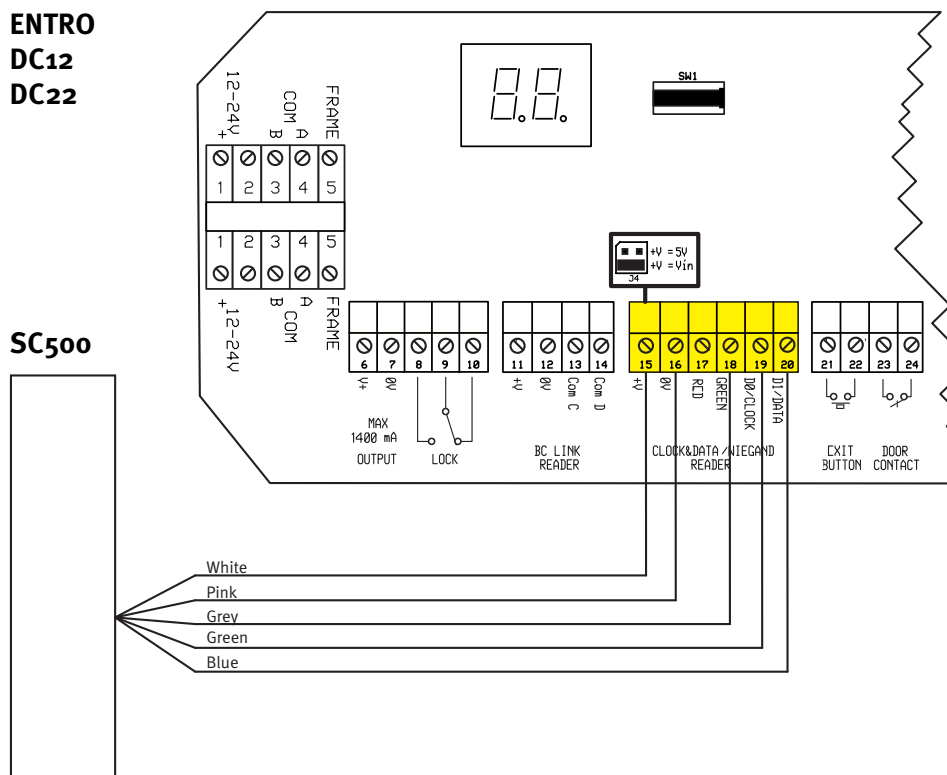 ENTRO
DC12
DC22
12-24V
+
B
COM
A
FRAME
1 2 3 4 5
1 2 3 4 5
+
12-24V
B
COM
A
FRAME
SW1
+V =5V
+V =Vin
J4
6 7 8 9 10
V+
0V
MAX
1400 mA
OUTPUT
LOCK
11 12 13 14
+V
0V
Com C
Com D
BC LINK
READER
15 16 17 18 19 20
+V
0V
RED
GREEN
D0/CLOCK
D1/DATA
CLOCK&DATA/WIEGAND
READER
21 22 23 24
EXIT
BUTTON
DOOR
CONTACT
SC500
White
Pink
Grey
Green
Blue